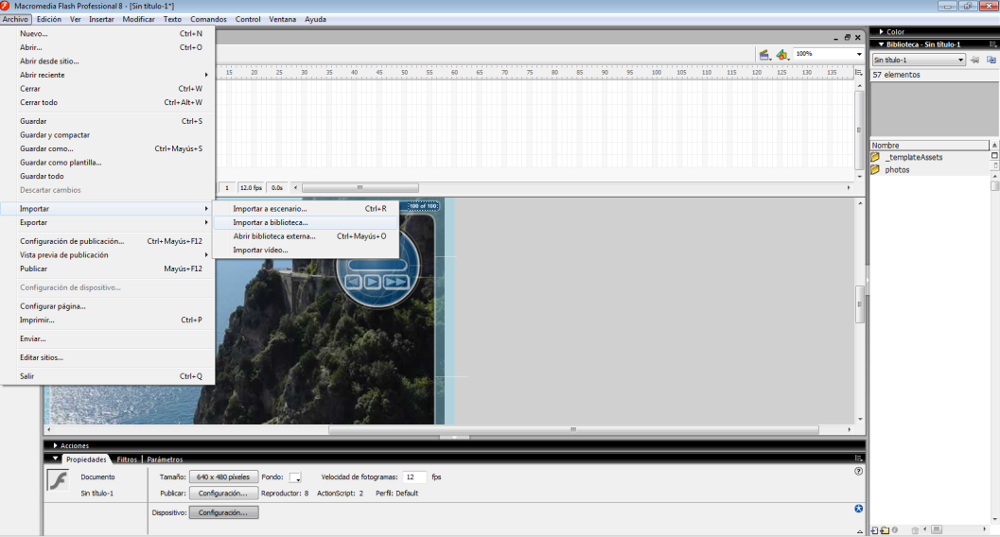 Macromedia Flash Professional 8 - [Sin título-1*]
Archivo Edición Ver Insertar Modificar Texto Comandos Control Ventana Ayuda
Nuevo... Ctrl+N
Abrir... Ctrl+O
Abrir desde sitio...
Abrir reciente
Cerrar Ctrl+W
Cerrar todo Ctrl+Alt+W
Guardar Ctrl+S
Guardar y compactar
Guardar como... Ctrl+Mayús+S
Guardar como plantilla...
Guardar todo
Descartar cambios
Importar
Exportar
Configuración de publicación... Ctrl+Mayús+F12
Vista previa de publicación
Publicar Mayús+F12
Configuración de dispositivo...
Configurar página...
Imprimir... Ctrl+P
Enviar...
Editar sitios...
Salir Ctrl+Q
Importar a escenario... Ctrl+R
Importar a biblioteca...
Abrir biblioteca externa... Ctrl+Mayús+O
Importar vídeo...
100%
15 20 25 30 35 40 45 50 55 60 65 70 75 80 85 90 95 100 105 110 115 120 125 130 135
1 12.0 fps 0.0s
100 of 100
Color
Biblioteca - Sin título-1
Sin título-1
57 elementos
Nombre
_templateAssets
photos
Acciones
Propiedades Filtros Parámetros
Documento Tamaño: 640 x 480 píxeles Fondo: Velocidad de fotogramas: 12 fps
Sin título-1 Publicar: Configuración... Reproductor: 8 ActionScript: 2 Perfil: Default
Dispositivo: Configuración...